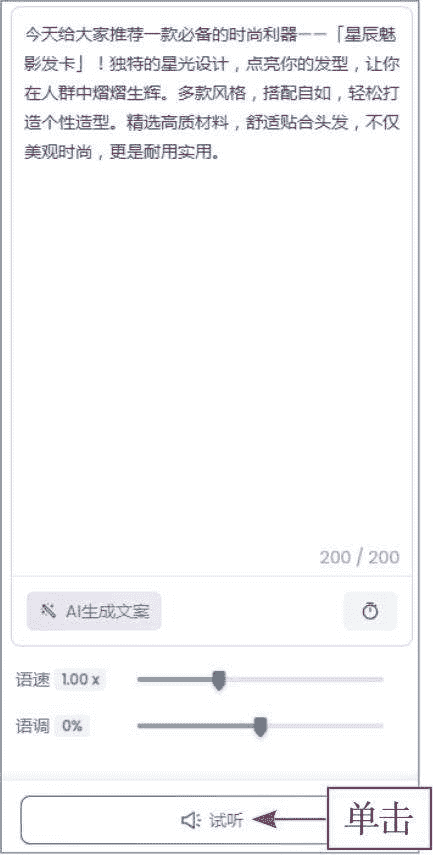 今天给大家推荐一款必备的时尚利器——「星辰魅
影发卡」！独特的星光设计，点亮你的发型，让你
在人群中熠熠生辉。多款风格，搭配自如，轻松打
造个性造型。精选高质材料，舒适贴合头发，不仅
美观时尚，更是耐用实用。
200 / 200
AI生成文案
语速 1.00 x
语调 0%
试听 单击